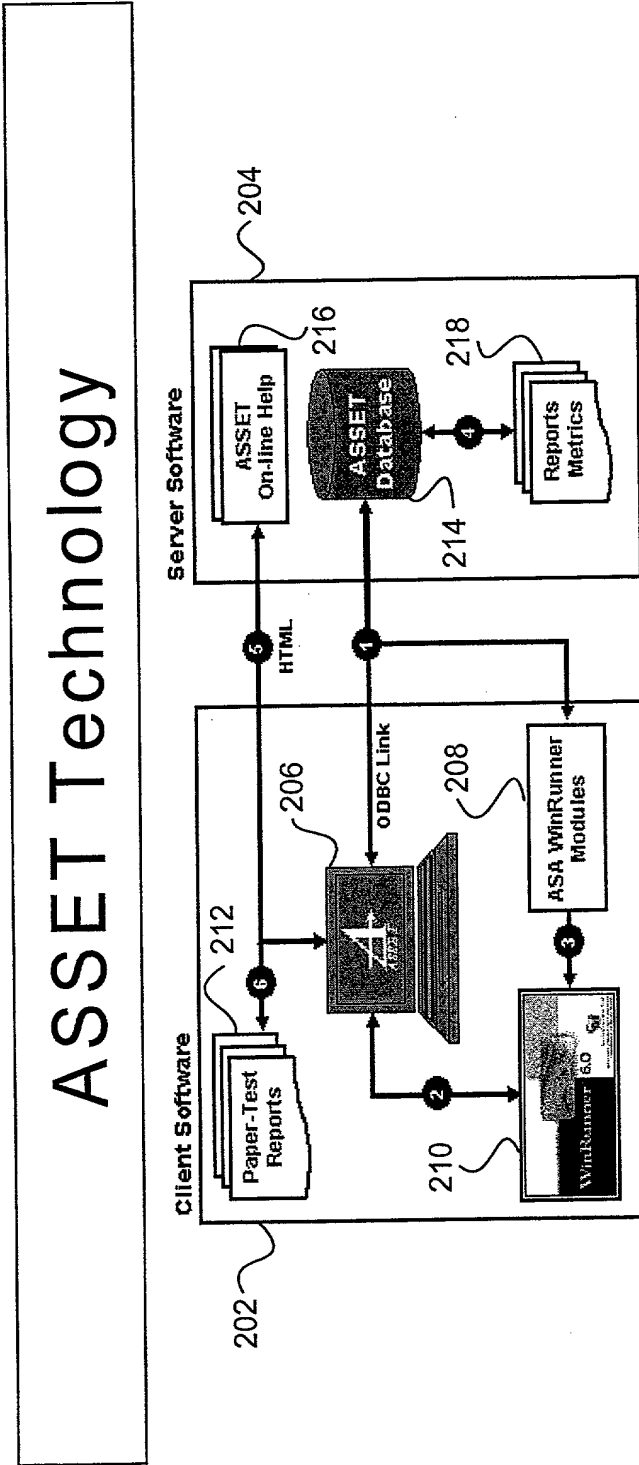 ASSET Technology
Client Software
202
Paper-Test
Reports
212
6
5
HTML
206
ASSET
ODBC Link
1
2
210
WinRunner 6.0
3
ASA WinRunner
Modules
208
Server Software
204
ASSET
On-line Help
216
ASSET
Database
214
4
218
Reports
Metrics